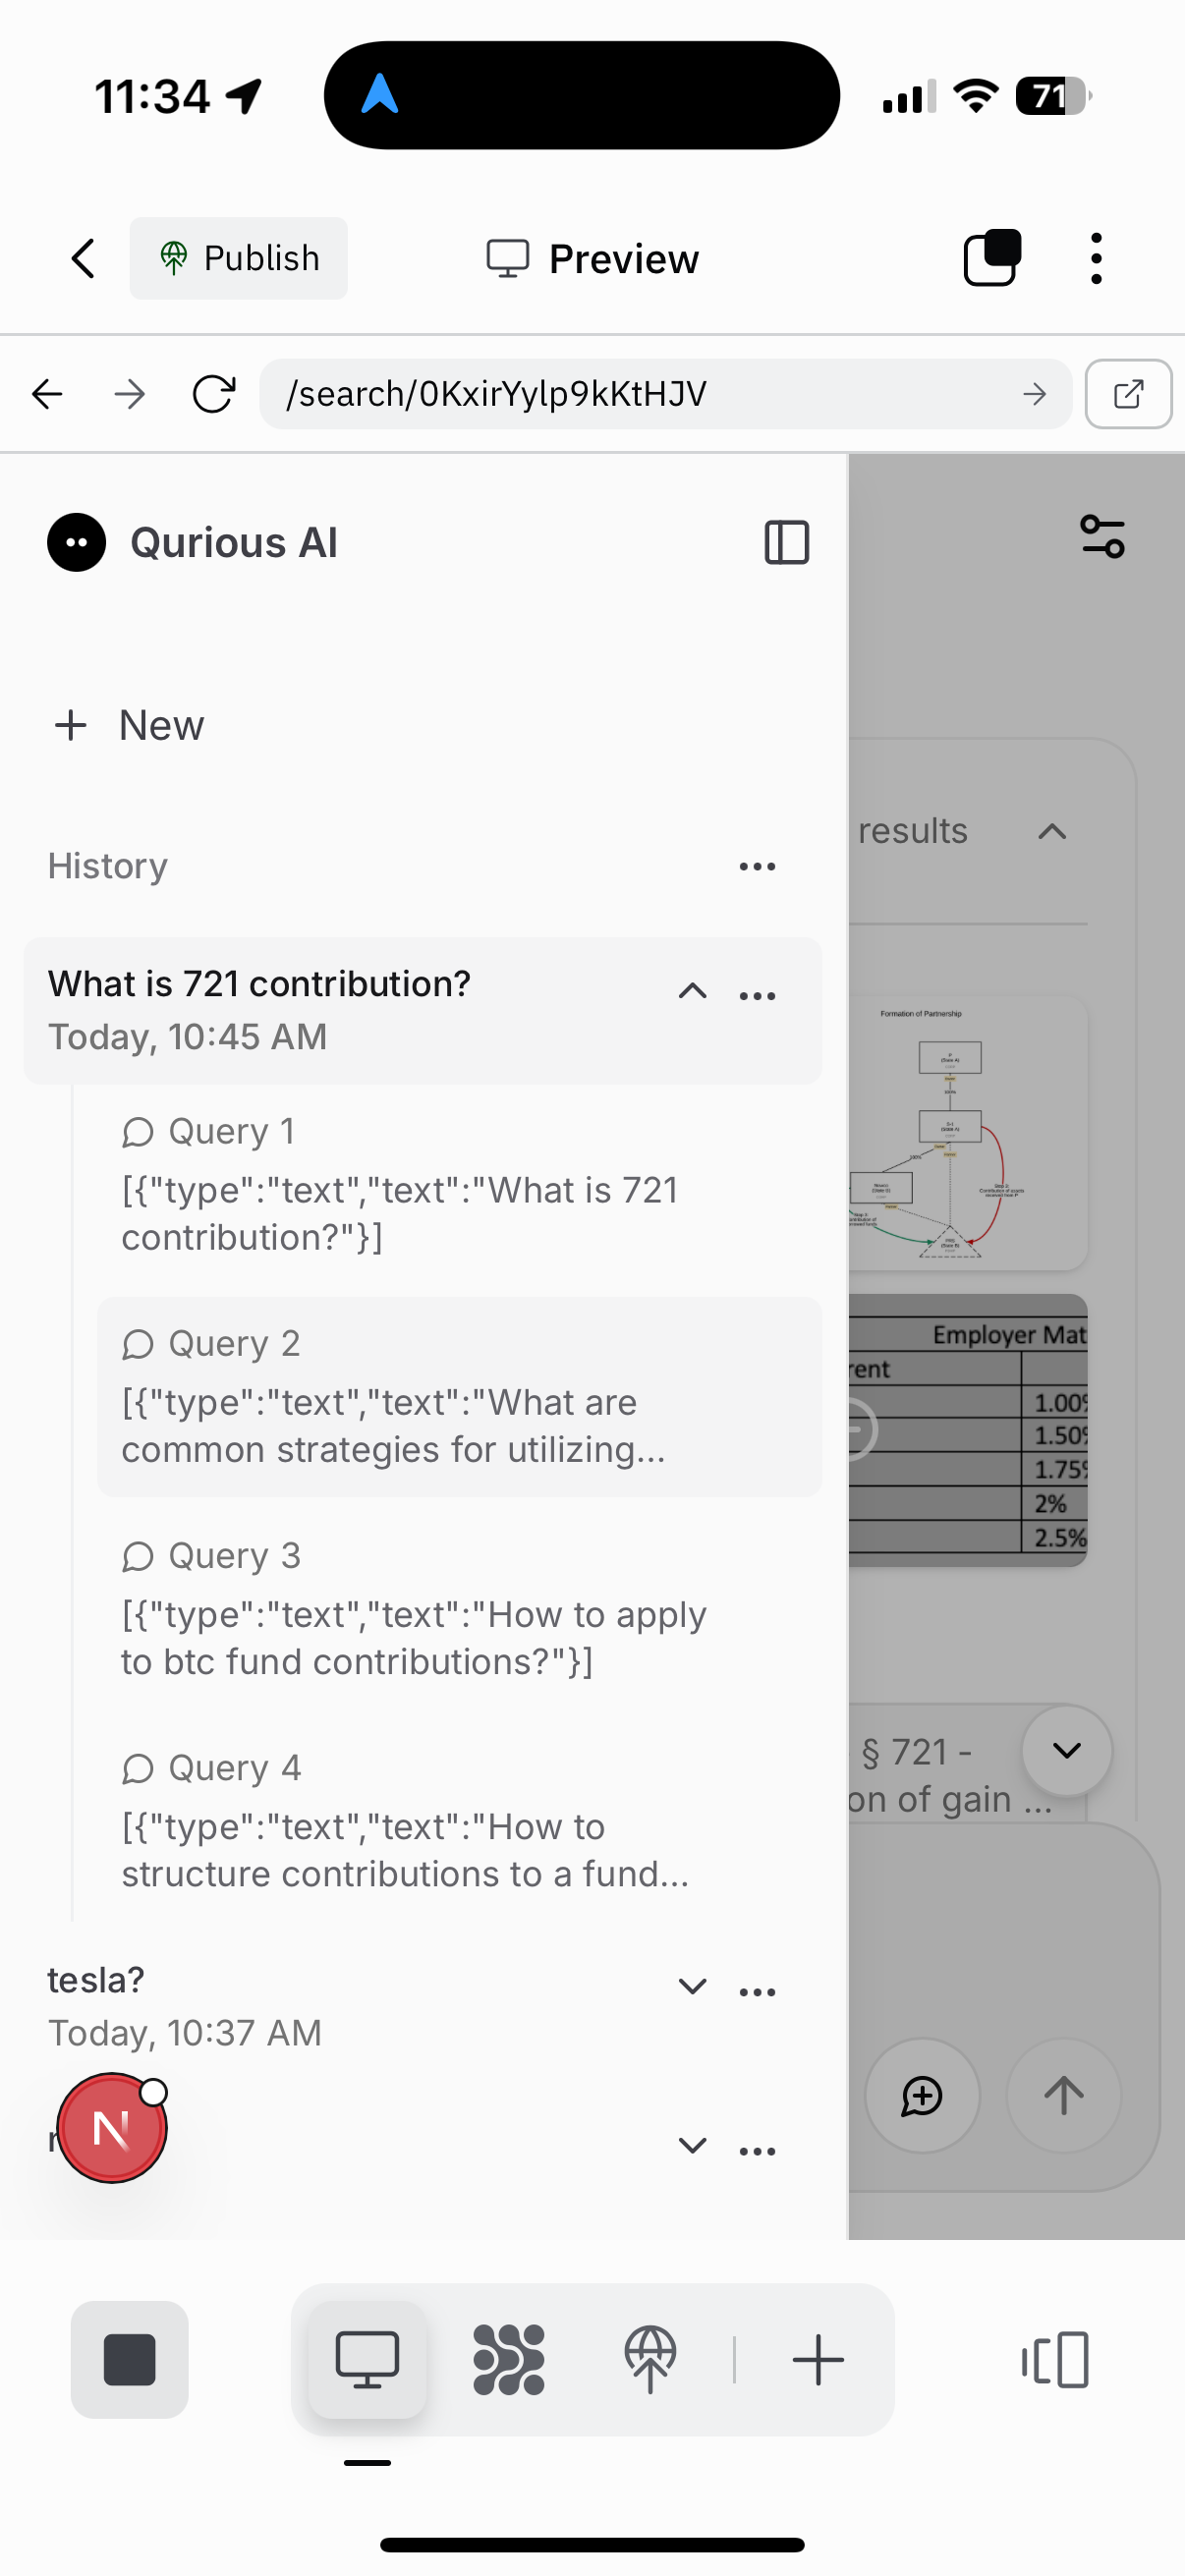 11:34
71
Publish
Preview
/search/0KxirYylp9kKtHJV
Qurious AI
New
results
History
What is 721 contribution?
Today, 10:45 AM
Formation of Partnership
Query 1
[{"type":"text","text":"What is 721
contribution?"}]
Query 2
[{"type":"text","text":"What are
common strategies for utilizing...
Employer Mat
rent
1.00%
1.50%
1.75%
2%
2.5%
Query 3
[{"type":"text","text":"How to apply
to btc fund contributions?"}]
Query 4
[{"type":"text","text":"How to
structure contributions to a fund...
§ 721 -
on of gain ...
tesla?
Today, 10:37 AM
N